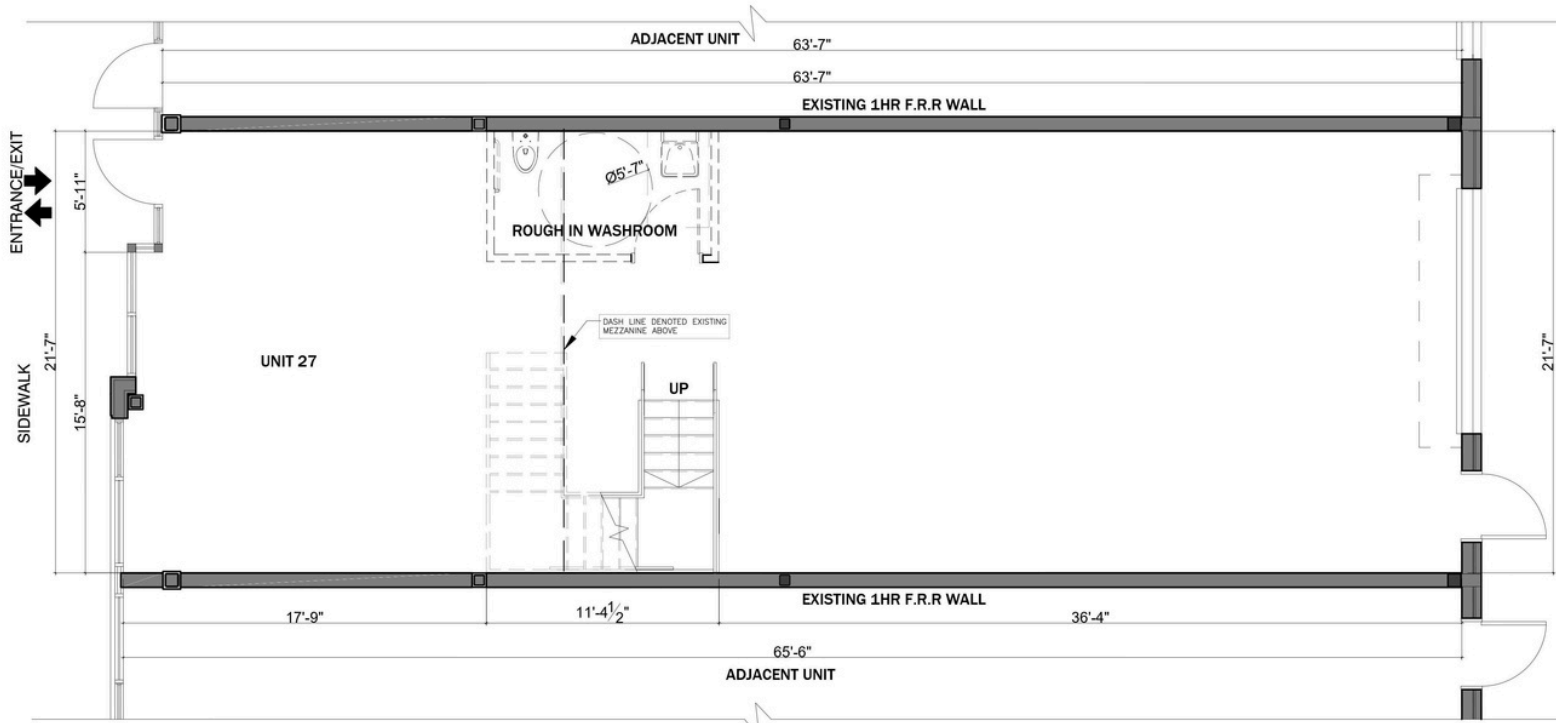 ADJACENT UNIT
63'-7"
63'-7"
EXISTING 1HR F.R.R WALL
ENTRANCE/EXIT
5'-11"
Ø5'-7"
ROUGH IN WASHROOM
DASH LINE DENOTED EXISTING
MEZZANINE ABOVE
21'-7"
UNIT 27
UP
21'-7"
SIDEWALK
15'-8"
EXISTING 1HR F.R.R WALL
17'-9"
11'-4½"
36'-4"
65'-6"
ADJACENT UNIT